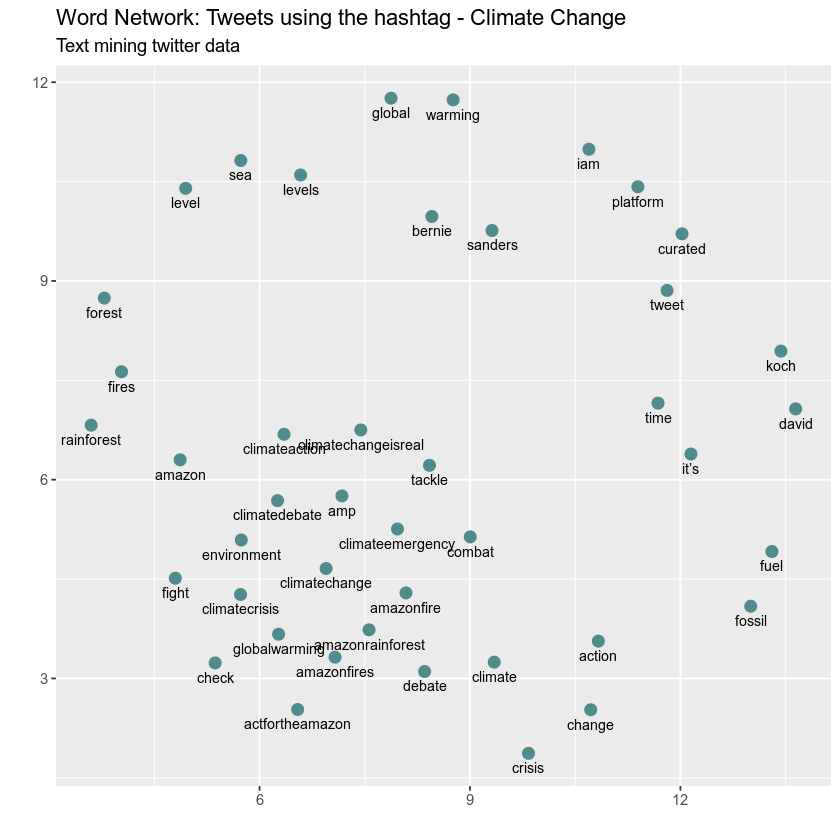 Word Network: Tweets using the hashtag - Climate Change
Text mining twitter data
12
global
warming
iam
sea
level
levels
platform
bernie
sanders
curated
9
tweet
forest
koch
fires
time
david
rainforest
climateaction
climatechangeisreal
it's
amazon
tackle
6
climatedebate
amp
climateemergency
combat
environment
fuel
climatechange
fight
climatecrisis
amazonfire
fossil
globalwarming
amazonrainforest
action
3
check
amazonfires
debate
climate
actfortheamazon
change
crisis
6
9
12